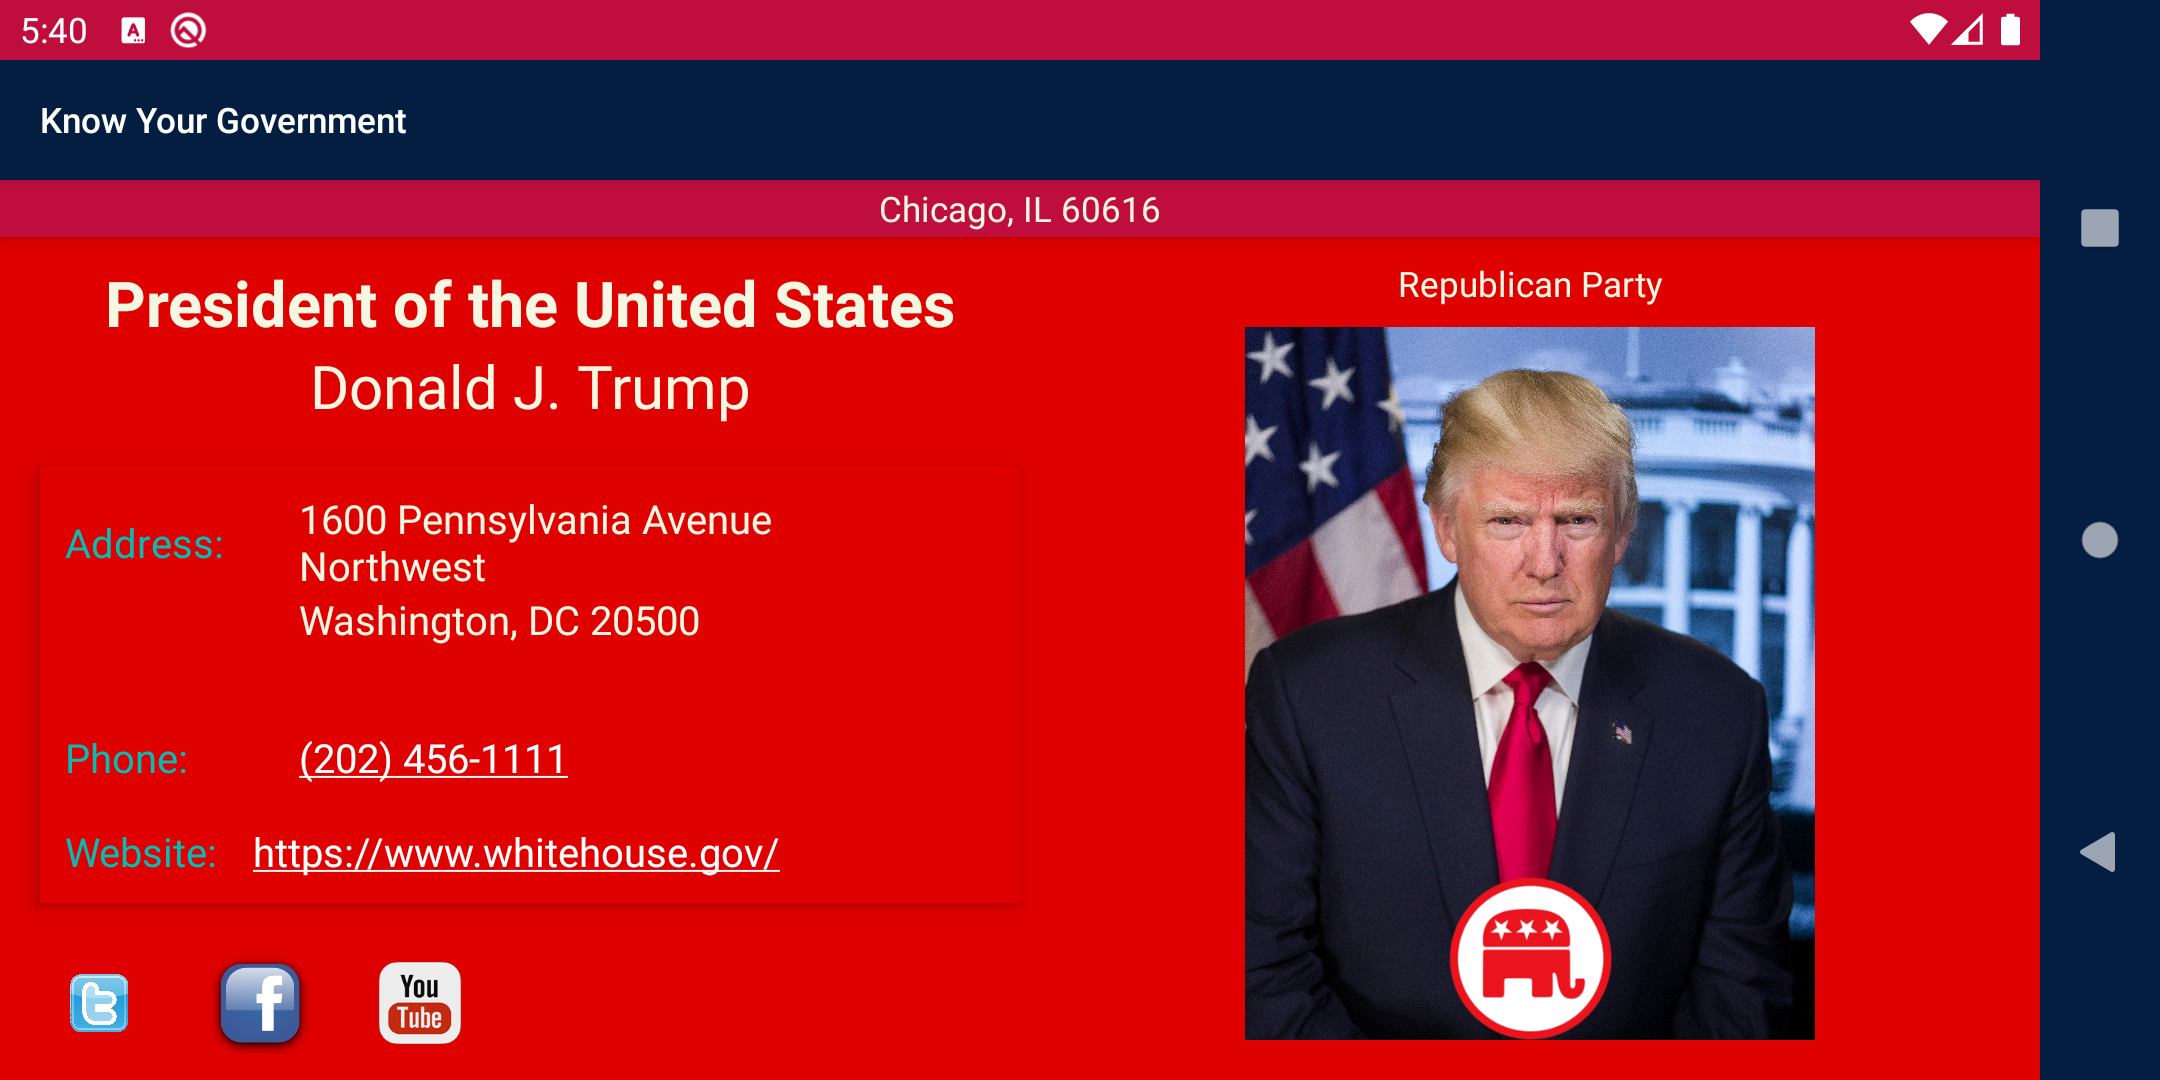 5:40
Know Your Government
Chicago, IL 60616
President of the United States
Donald J. Trump
Address:
1600 Pennsylvania Avenue
Northwest
Washington, DC 20500
Phone:
(202) 456-1111
Website:
https://www.whitehouse.gov/
You
Tube
Republican Party